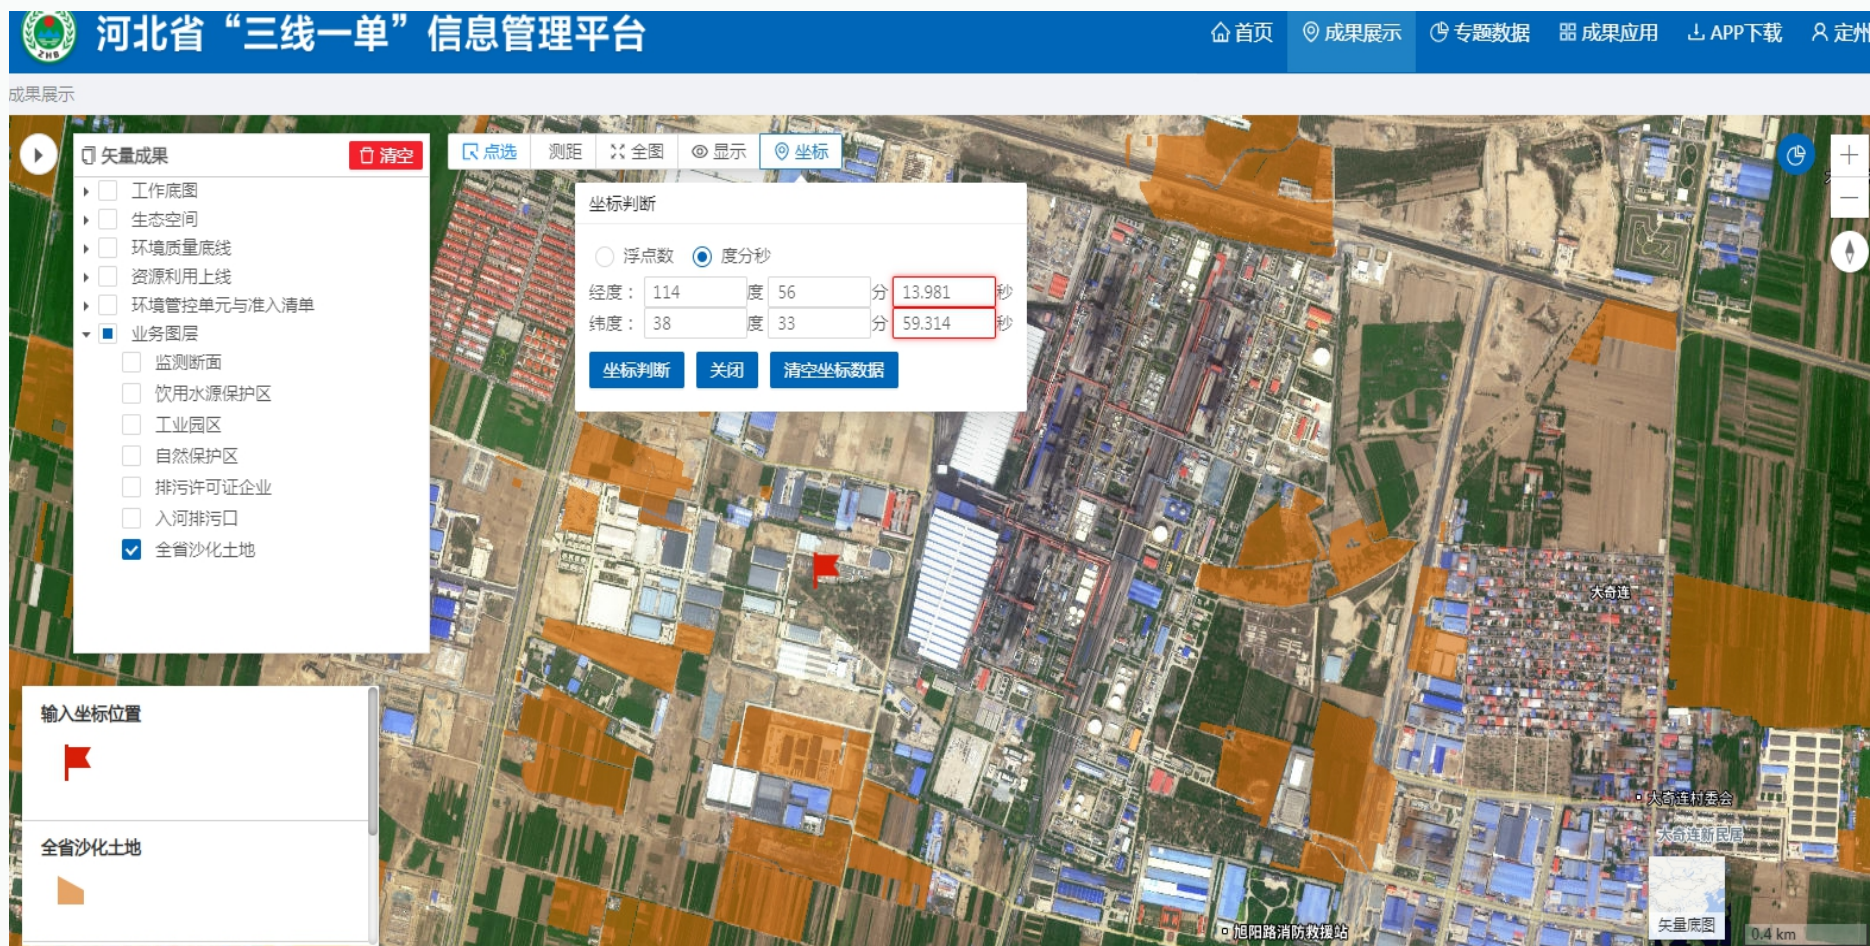 河北省“三线一单”信息管理平台
首页
成果展示
专题数据
成果应用
APP下载
定州
ZHB
成果展示
矢量成果
清空
点选
测距
全图
显示
坐标
工作底图
生态空间
环境质量底线
资源利用上线
环境管控单元与准入清单
业务图层
监测断面
饮用水源保护区
工业园区
自然保护区
排污许可证企业
入河排污口
全省沙化土地
坐标判断
浮点数
度分秒
经度： 114 度 56 分 13.981 秒
纬度： 38 度 33 分 59.314 秒
坐标判断
关闭
清空坐标数据
大奇连
输入坐标位置
全省沙化土地
大奇连村委会
大奇连新民居
旭阳路消防救援站
矢量底图
0.4 km